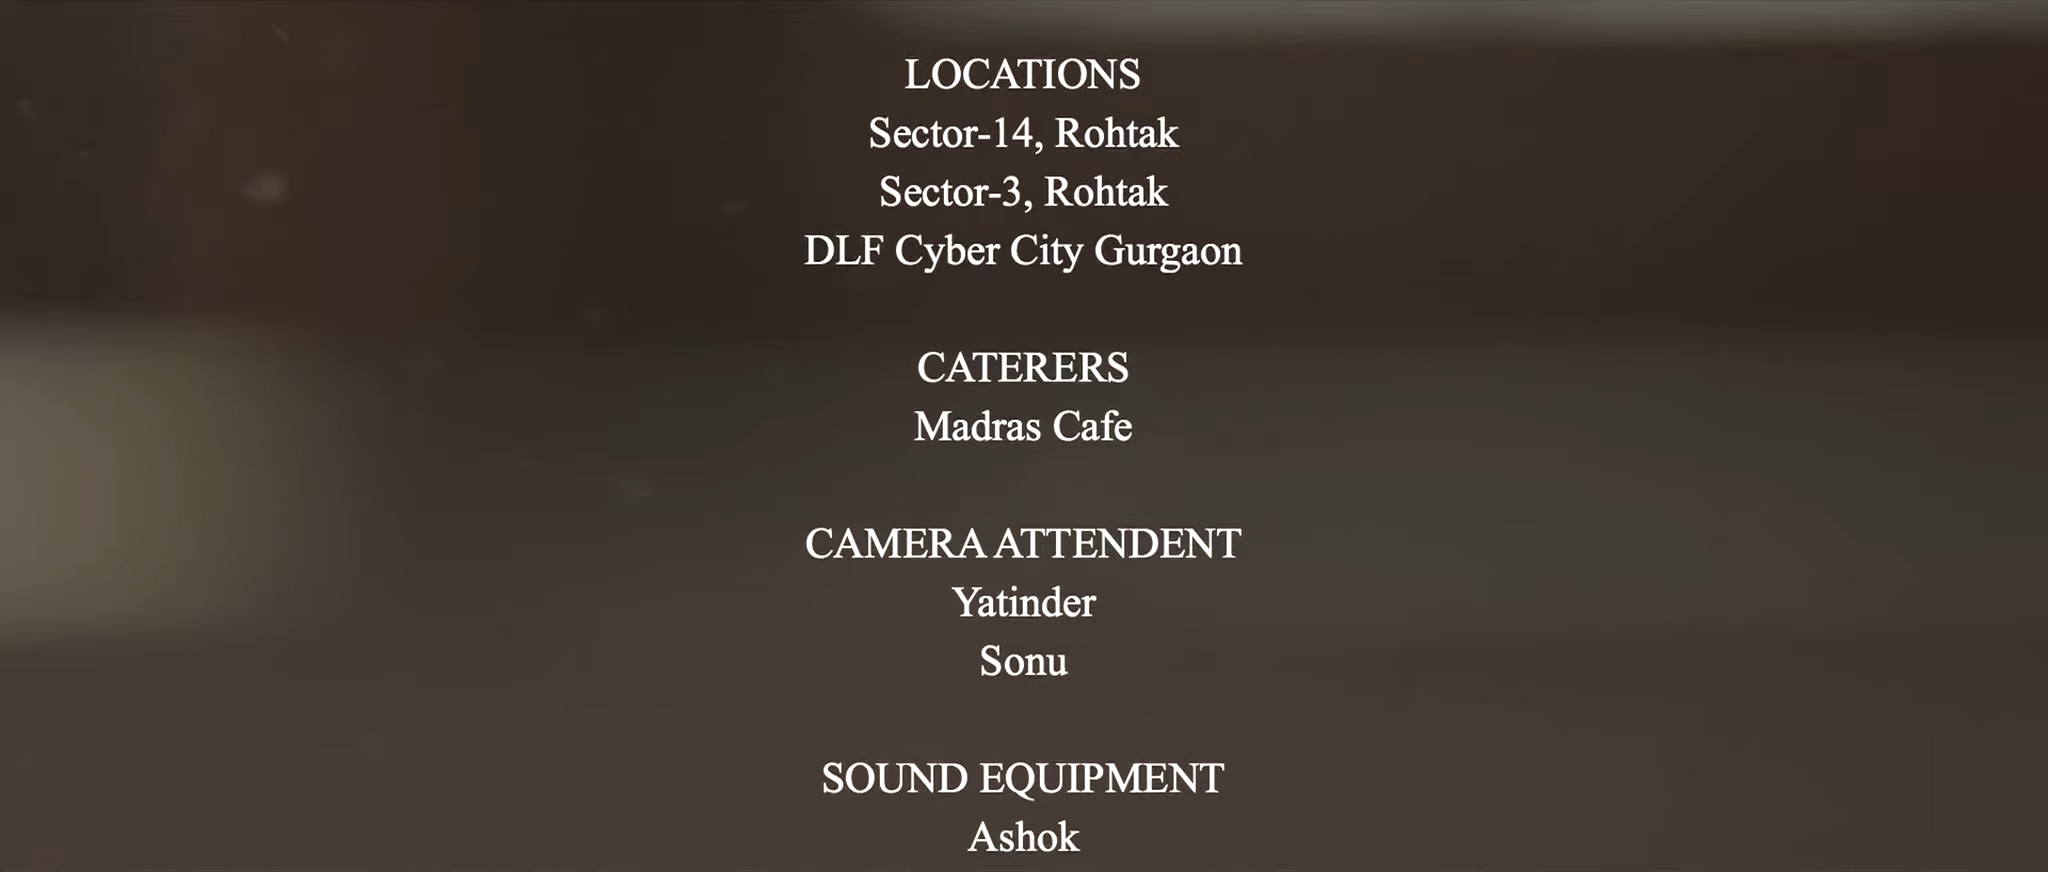 LOCATIONS
Sector-14, Rohtak
Sector-3, Rohtak
DLF Cyber City Gurgaon
CATERERS
Madras Cafe
CAMERA ATTENDENT
Yatinder
Sonu
SOUND EQUIPMENT
Ashok